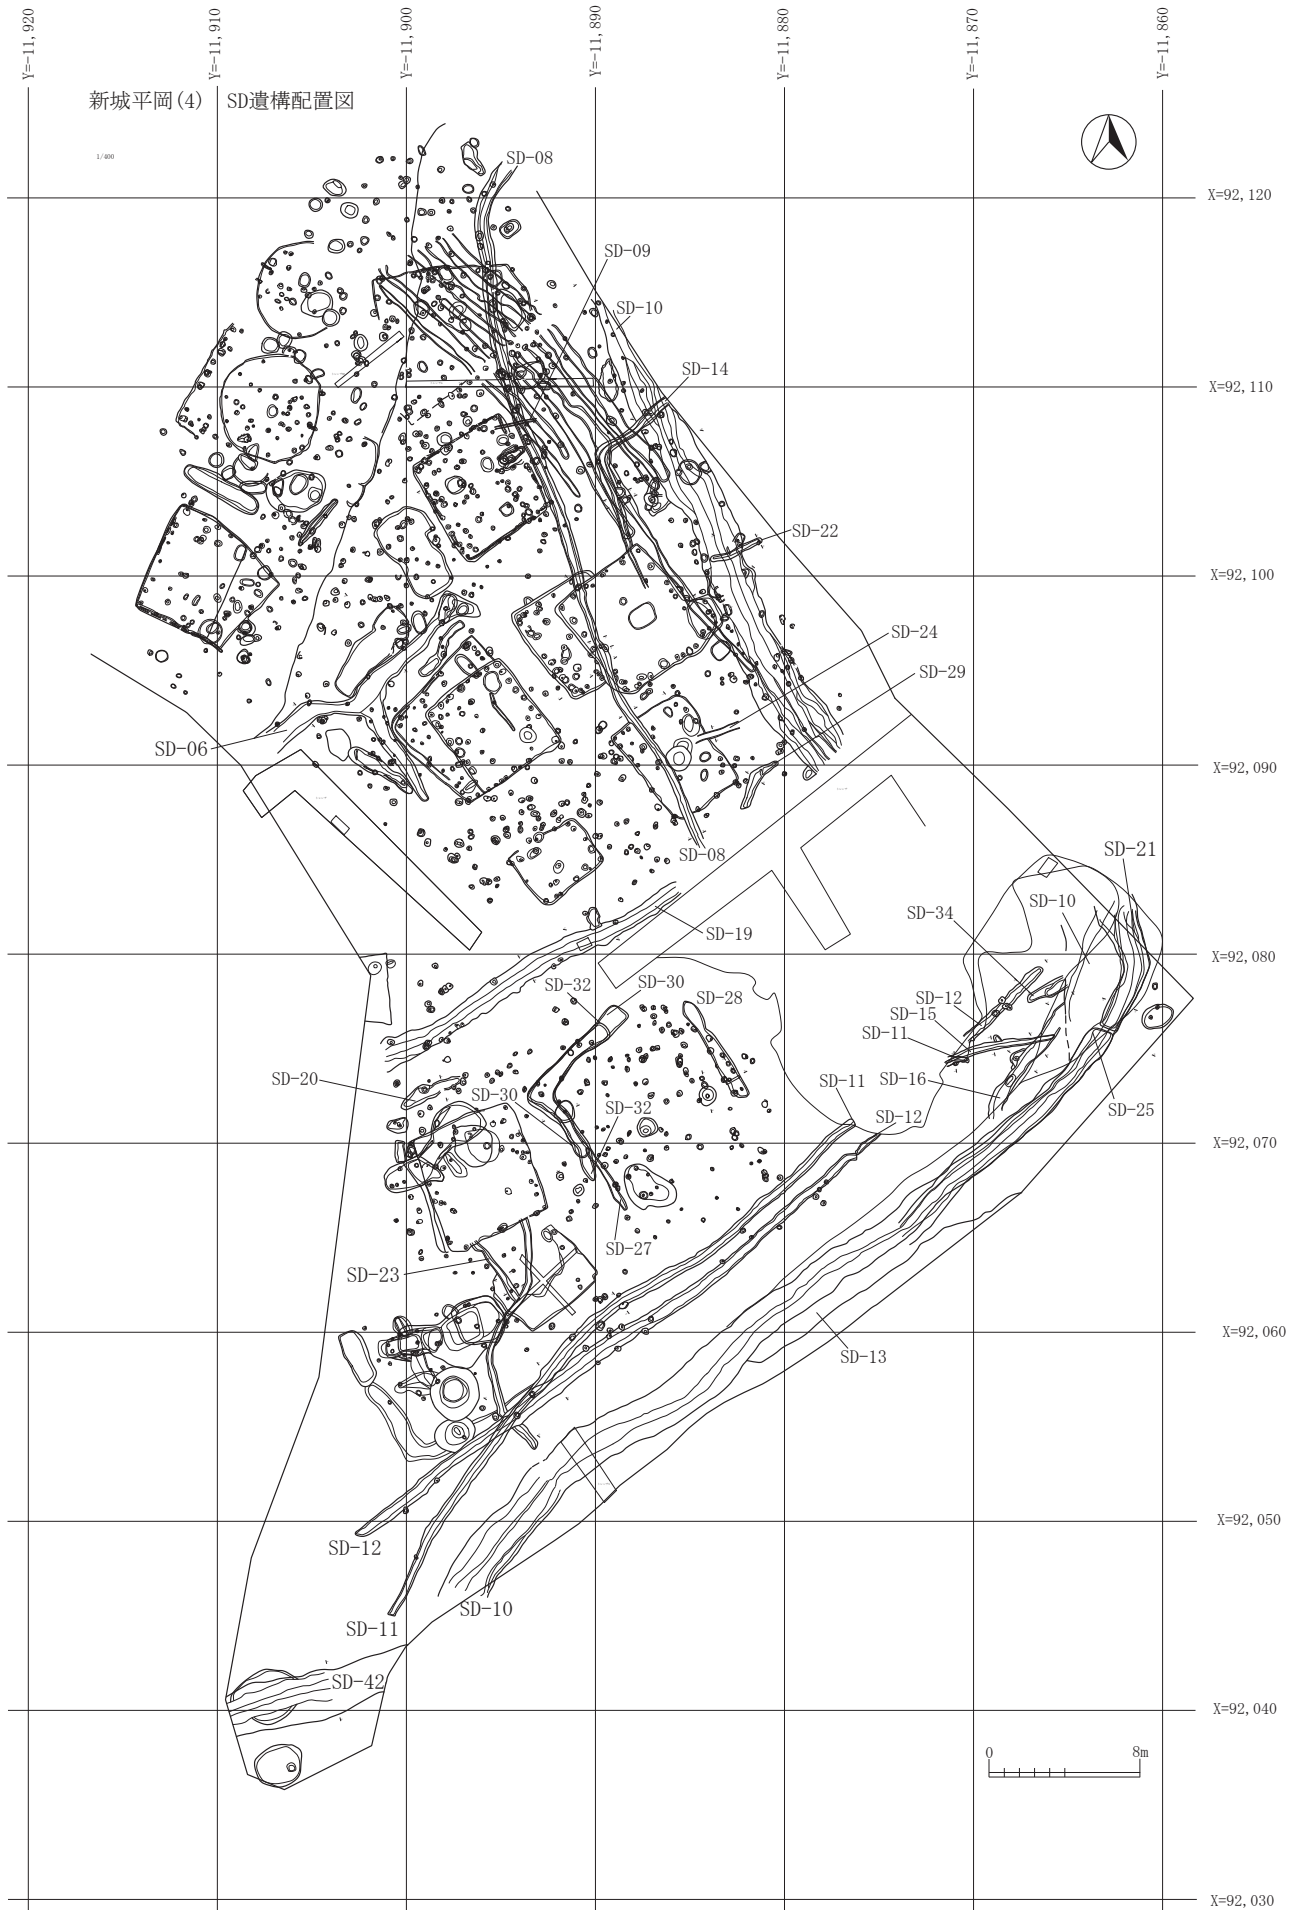 Y=-11,920
Y=-11,910
Y=-11,900
Y=-11,890
Y=-11,880
Y=-11,870
Y=-11,860
新城平岡(4) SD遺構配置図
1/400
SD-08
X=92,120
SD-09
SD-10
SD-14
X=92,110
SD-22
X=92,100
SD-24
SD-29
SD-06
X=92,090
SD-08
SD-21
SD-10
SD-34
SD-19
X=92,080
SD-32
SD-30
SD-28
SD-12
SD-15
SD-11
SD-20
SD-30
SD-32
SD-11
SD-16
SD-12
SD-25
X=92,070
SD-27
SD-23
X=92,060
SD-13
X=92,050
SD-12
SD-10
SD-11
SD-42
X=92,040
0 8m
X=92,030